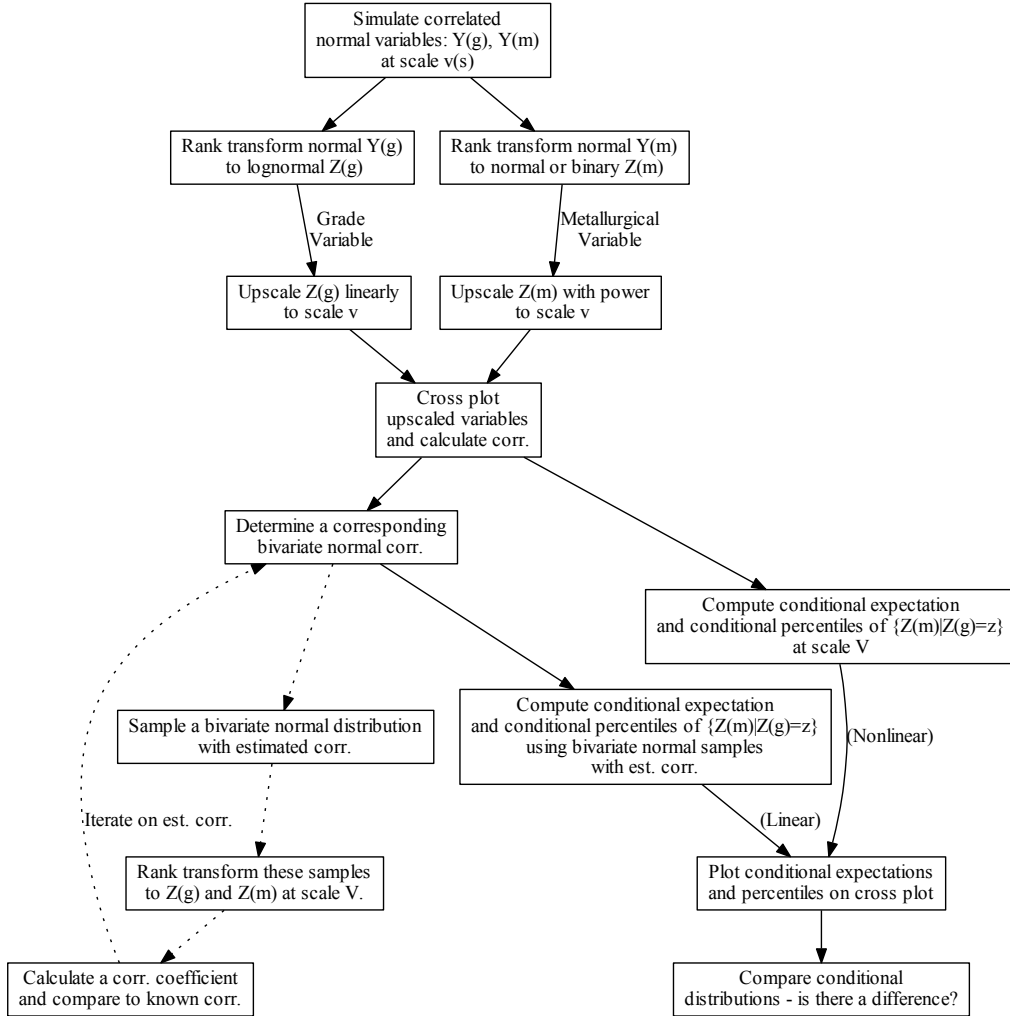 Simulate correlated
normal variables: Y(g), Y(m)
at scale v(s)
Rank transform normal Y(g)
to lognormal Z(g)
Rank transform normal Y(m)
to normal or binary Z(m)
Grade
Variable
Metallurgical
Variable
Upscale Z(g) linearly
to scale v
Upscale Z(m) with power
to scale v
Cross plot
upscaled variables
and calculate corr.
Determine a corresponding
bivariate normal corr.
Compute conditional expectation
and conditional percentiles of {Z(m)|Z(g)=z}
at scale V
Sample a bivariate normal distribution
with estimated corr.
Compute conditional expectation
and conditional percentiles of {Z(m)|Z(g)=z}
using bivariate normal samples
with est. corr.
(Nonlinear)
Iterate on est. corr.
(Linear)
Rank transform these samples
to Z(g) and Z(m) at scale V.
Plot conditional expectations
and percentiles on cross plot
Calculate a corr. coefficient
and compare to known corr.
Compare conditional
distributions - is there a difference?